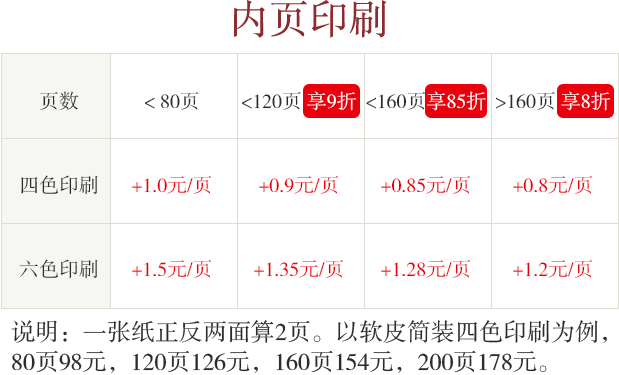 内页印刷
页数 < 80页 <120页 享9折 <160页 享85折 >160页 享8折
四色印刷 +1.0元/页 +0.9元/页 +0.85元/页 +0.8元/页
六色印刷 +1.5元/页 +1.35元/页 +1.28元/页 +1.2元/页
说明：一张纸正反两面算2页。以软皮简装四色印刷为例，
80页98元，120页126元，160页154元，200页178元。